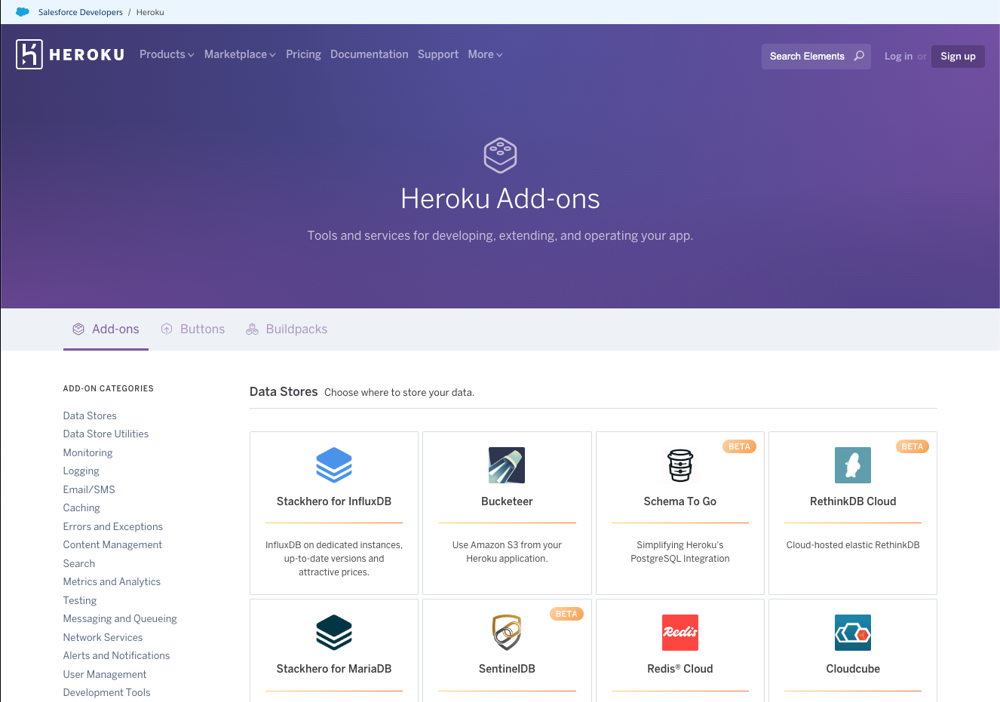 Salesforce Developers / Heroku
HEROKU Products Marketplace Pricing Documentation Support More Search Elements Log in or Sign up
Heroku Add-ons
Tools and services for developing, extending, and operating your app.
Add-ons Buttons Buildpacks
ADD-ON CATEGORIES
Data Stores
Data Store Utilities
Monitoring
Logging
Email/SMS
Caching
Errors and Exceptions
Content Management
Search
Metrics and Analytics
Testing
Messaging and Queueing
Network Services
Alerts and Notifications
User Management
Development Tools
Data Stores Choose where to store your data.
Stackhero for InfluxDB
InfluxDB on dedicated instances,
up-to-date versions and
attractive prices.
Bucketeer
Use Amazon S3 from your
Heroku application.
BETA
Schema To Go
Simplifying Heroku's
PostgreSQL Integration
BETA
RethinkDB Cloud
Cloud-hosted elastic RethinkDB
Stackhero for MariaDB
BETA
SentinelDB
Redis
Redis® Cloud
Cloudcube